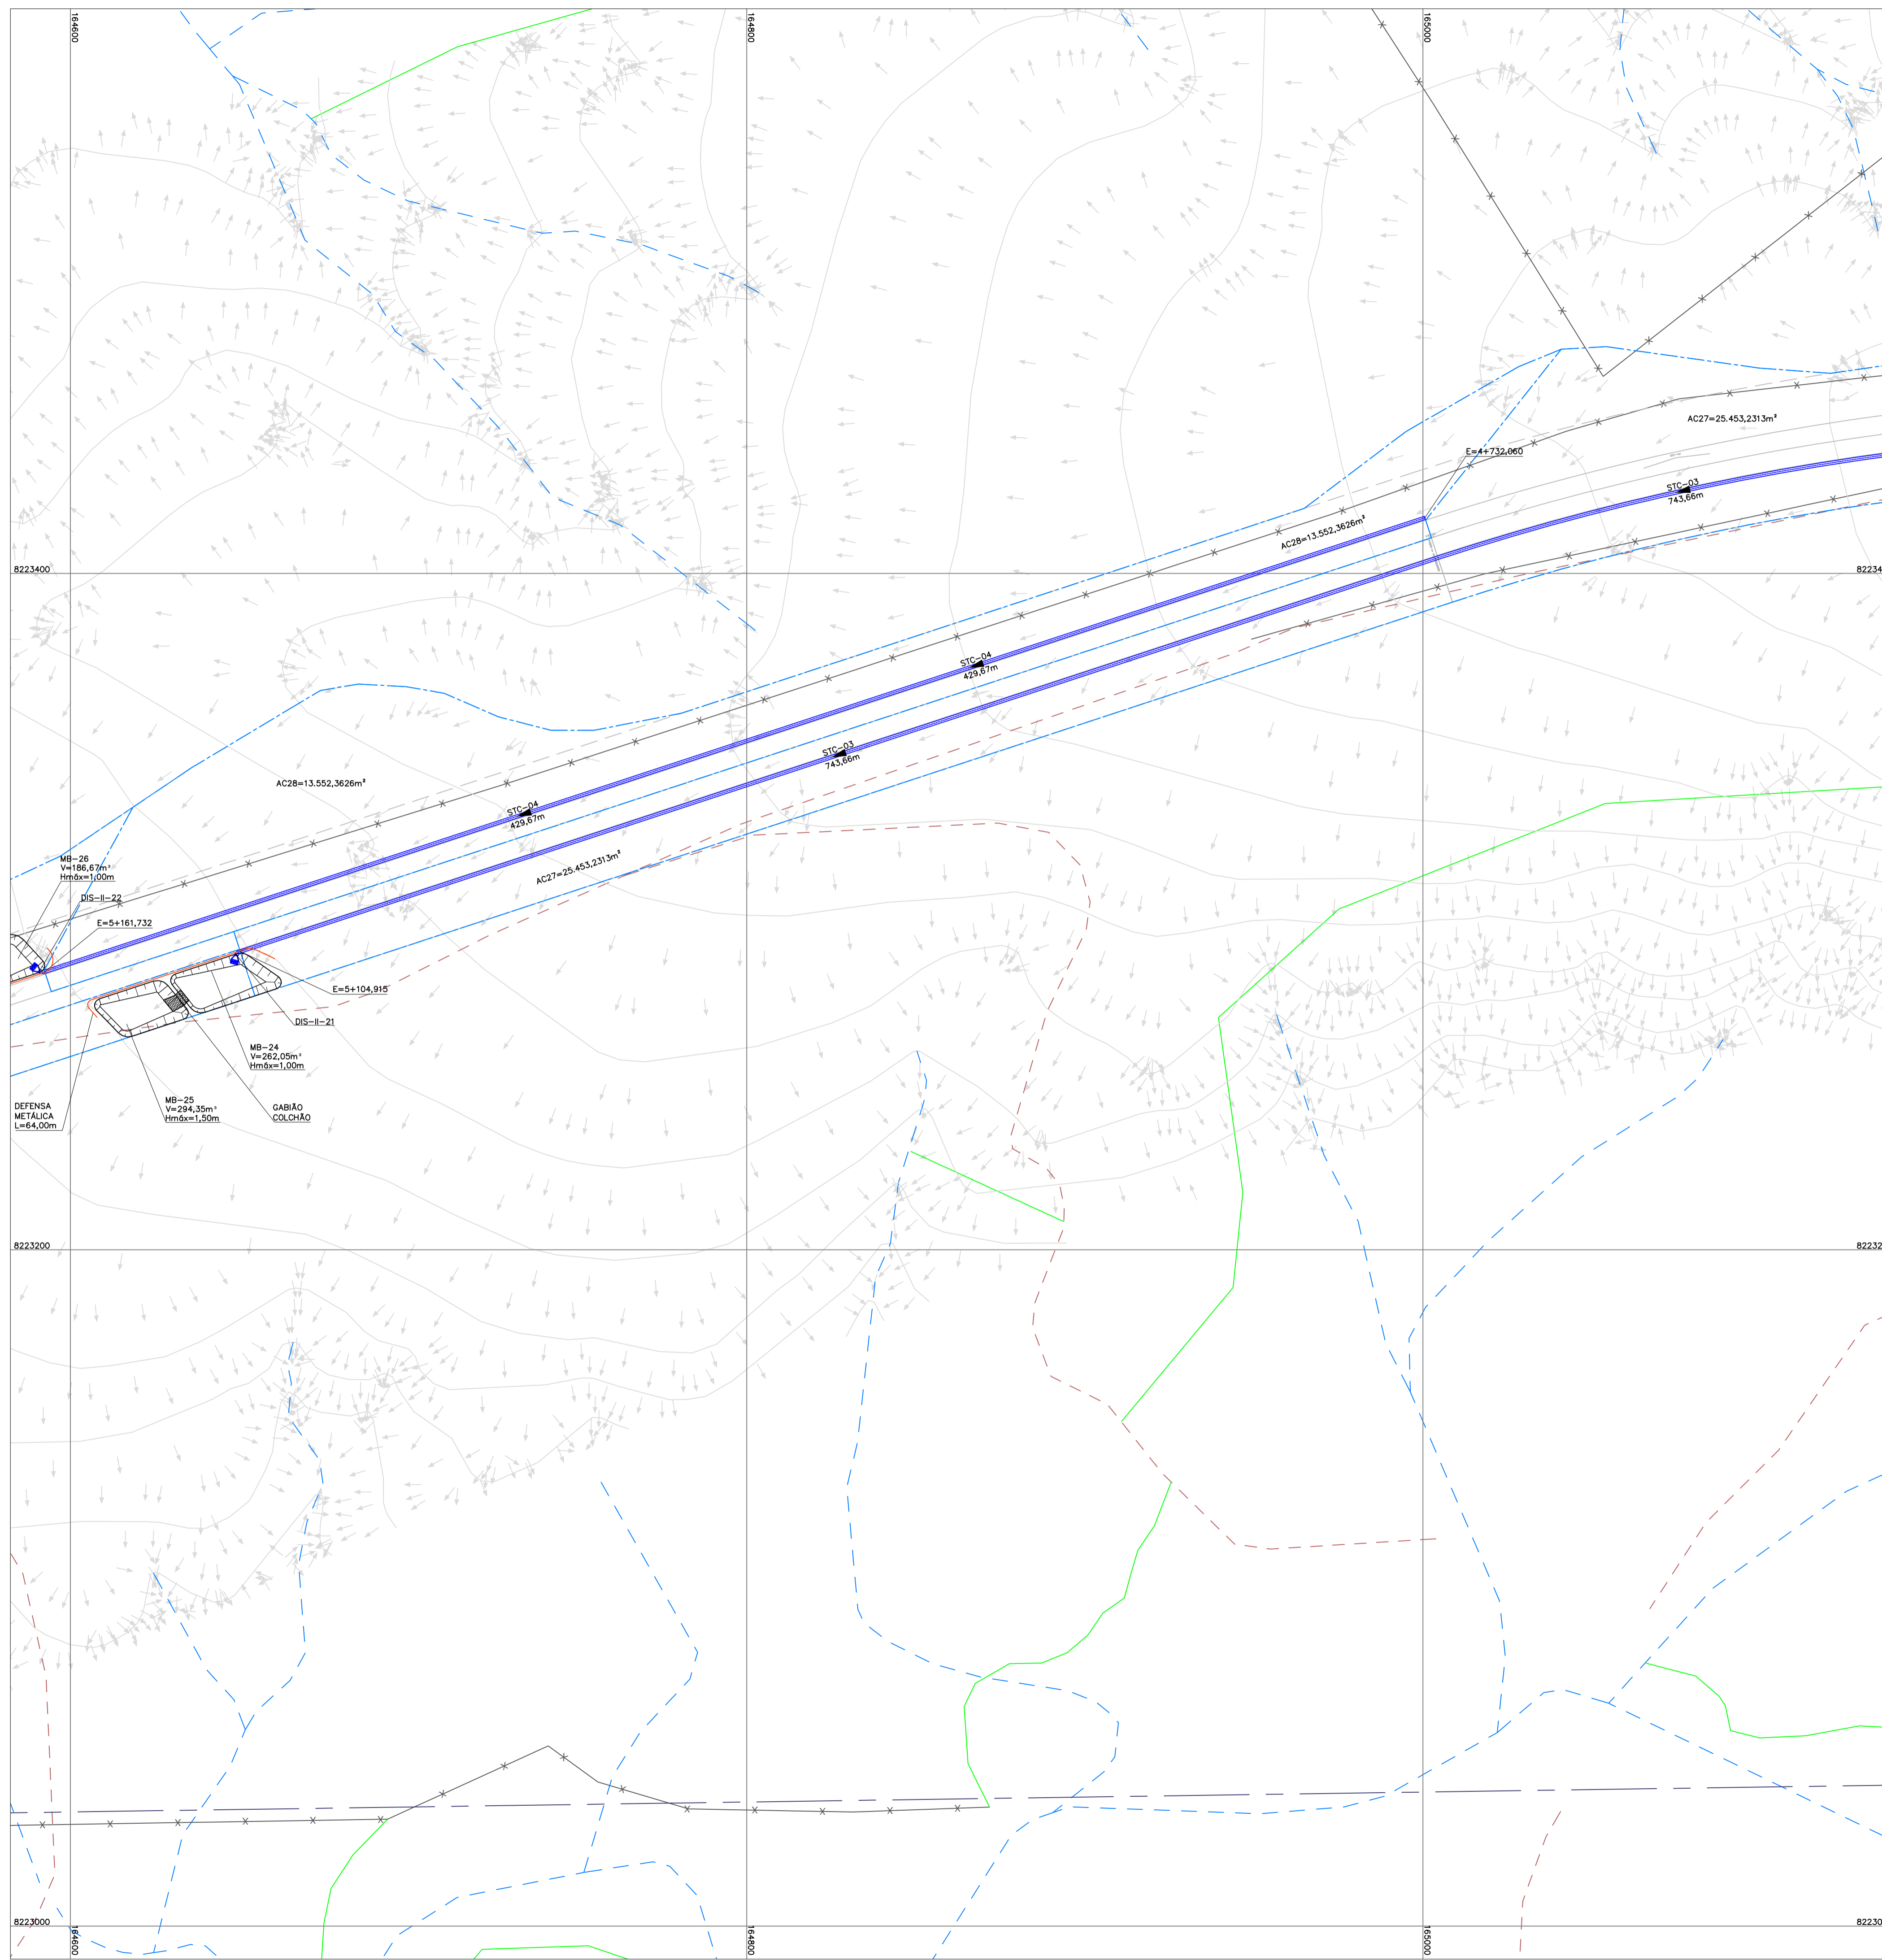 164600
164800
165000
AC27=25.453,2313m²
E=4+732,060
STC-03
743,66m
AC28=13.552,3626m²
8223400
82234
STC-04
429,67m
STC-03
743,66m
AC28=13.552,3626m²
STC-04
429,67m
AC27=25.453,2313m²
MB-26
V=186,67m³
Hmáx=1,00m
DIS-II-22
E=5+161,732
E=5+104,915
DIS-II-21
MB-24
V=262,05m³
Hmáx=1,00m
DEFENSA
METÁLICA
L=64,00m
MB-25
V=294,35m³
Hmáx=1,50m
GABIÃO
COLCHÃO
8223200
82232
8223000
82230
164600
164800
165000